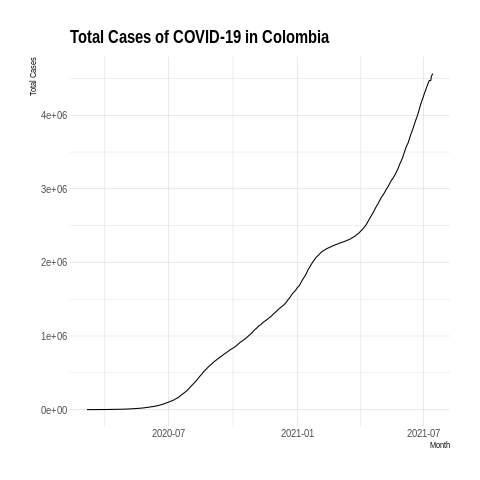 Total Cases of COVID-19 in Colombia
Total Cases
4e+06
3e+06
2e+06
1e+06
0e+00
2020-07 2021-01 2021-07
Month